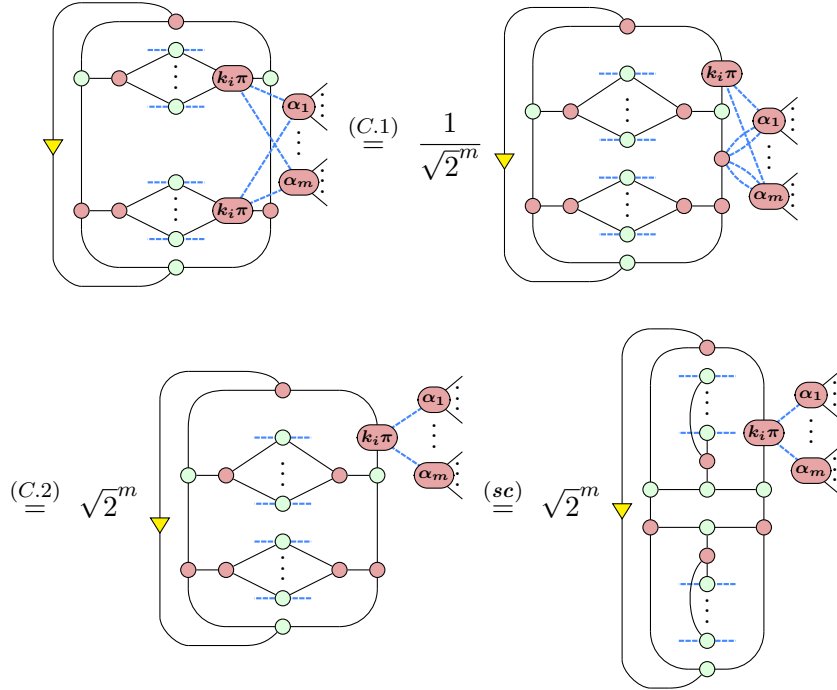 k_iπ α_1 ⋮ α_m k_iπ (C.1) = 1/√2^m k_iπ α_1 ⋮ α_m
(C.2) = √2^m k_iπ α_1 ⋮ α_m (sc) = √2^m k_iπ α_1 ⋮ α_m